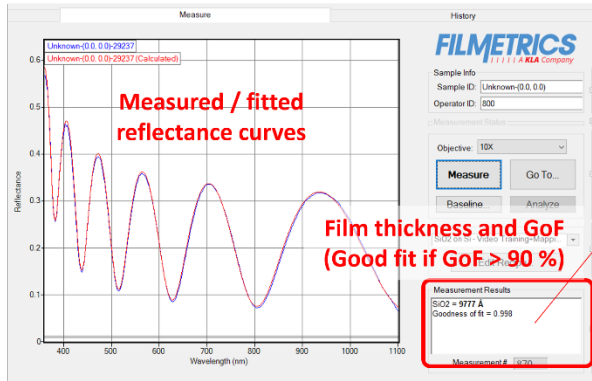 Measure
History
Unknown-(0.0, 0.0)-29237
Unknown-(0.0, 0.0)-29237 (Calculated)
Measured / fitted
reflectance curves
0.6
0.5
0.4
0.3
0.2
0.1
0
Reflectance
400 500 600 700 800 900 1000 1100
Wavelength (nm)
FILMETRICS
A KLA Company
Sample Info
Sample ID: Unknown-(0.0, 0.0)
Operator ID: 800
Measurement Status
Objective: 10X
Measure Go To...
Baseline... Analyze
Film thickness and GoF
(Good fit if GoF > 90 %)
SiO2 on Si - Video Training+Mappi...
Edit Recipe
Measurement Results
SiO2 = 9777 Å
Goodness of fit = 0.998
Measurement # 870